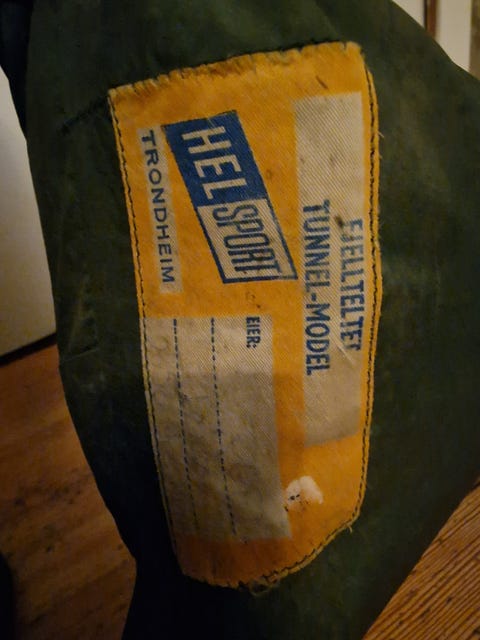 FJELLTELTET
TUNNEL-MODEL
HEL SPORT
TRONDHEIM
EIER: